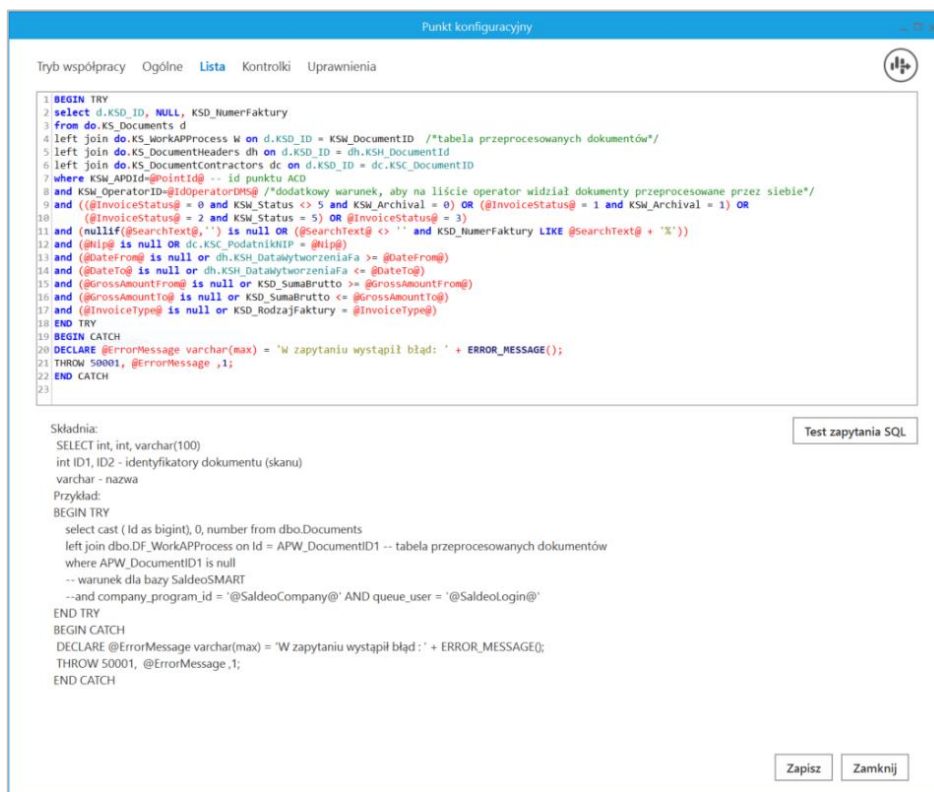 Punkt konfiguracyjny
Tryb współpracy Ogólne Lista Kontrolki Uprawnienia
1 BEGIN TRY
2 select d.KSD_ID, NULL, KSD_NumerFaktury
3 from do.KS_Documents d
4 left join do.KS_WorkAPProcess W on d.KSD_ID = KSW_DocumentID /*tabela przeprocesowanych dokumentów*/
5 left join do.KS_DocumentHeaders dh on d.KSD_ID = dh.KSH_DocumentId
6 left join do.KS_DocumentContractors dc on d.KSD_ID = dc.KSC_DocumentID
7 where KSW_APDId=@PointId@ -- id punktu ACD
8 and KSW_OperatorID=@IdOperatorDMS@ /*dodatkowy warunek, aby na liście operator widział dokumenty przeprocesowane przez siebie*/
9 and ((@InvoiceStatus@ = 0 and KSW_Status <> 5 and KSW_Archival = 0) OR (@InvoiceStatus@ = 1 and KSW_Archival = 1) OR
10 (@InvoiceStatus@ = 2 and KSW_Status = 5) OR @InvoiceStatus@ = 3)
11 and (nullif(@SearchText@,'') is null OR (@SearchText@ <> '' and KSD_NumerFaktury LIKE @SearchText@ + '%'))
12 and (@Nip@ is null OR dc.KSC_PodatnikNIP = @Nip@)
13 and (@DateFrom@ is null or dh.KSH_DataWytworzeniaFa >= @DateFrom@)
14 and (@DateTo@ is null or dh.KSH_DataWytworzeniaFa <= @DateTo@)
15 and (@GrossAmountFrom@ is null or KSD_SumaBrutto >= @GrossAmountFrom@)
16 and (@GrossAmountTo@ is null or KSD_SumaBrutto <= @GrossAmountTo@)
17 and (@InvoiceType@ is null or KSD_RodzajFaktury = @InvoiceType@)
18 END TRY
19 BEGIN CATCH
20 DECLARE @ErrorMessage varchar(max) = 'W zapytaniu wystąpił błąd: ' + ERROR_MESSAGE();
21 THROW 50001, @ErrorMessage ,1;
22 END CATCH
23
Składnia:
Test zapytania SQL
SELECT int, int, varchar(100)
int ID1, ID2 - identyfikatory dokumentu (skanu)
varchar - nazwa
Przykład:
BEGIN TRY
select cast ( Id as bigint), 0, number from dbo.Documents
left join dbo.DF_WorkAPProcess on Id = APW_DocumentID1 -- tabela przeprocesowanych dokumentów
where APW_DocumentID1 is null
-- warunek dla bazy SaldeoSMART
--and company_program_id = '@SaldeoCompany@' AND queue_user = '@SaldeoLogin@'
END TRY
BEGIN CATCH
DECLARE @ErrorMessage varchar(max) = 'W zapytaniu wystąpił błąd : ' + ERROR_MESSAGE();
THROW 50001, @ErrorMessage ,1;
END CATCH
Zapisz Zamknij